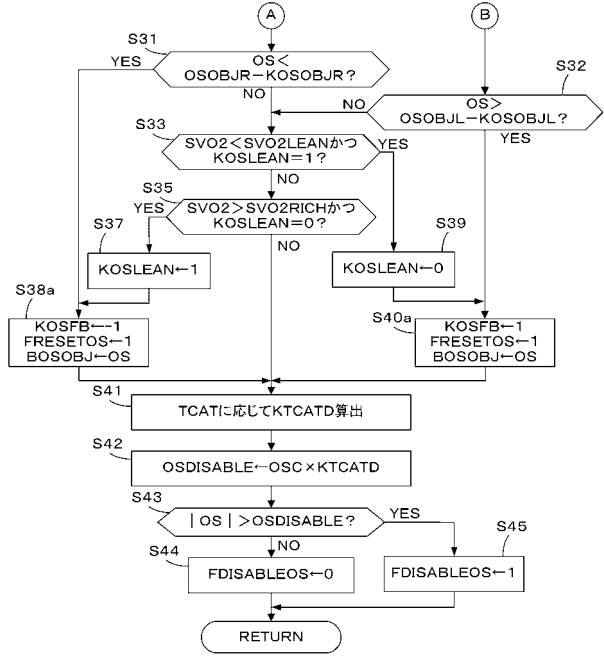 A
B
S31
YES
OS<
OSOBJR−KOSOBJR?
NO
S32
NO
OS>
OSOBJL−KOSOBJL?
YES
S33
SVO2<SVO2LEANかつ
KOSLEAN=1?
YES
NO
S35
YES
SVO2>SVO2RICHかつ
KOSLEAN=0?
NO
S37
KOSLEAN←1
S39
KOSLEAN←0
S38a
KOSFB←-1
FRESETOS←1
BOSOBJ←OS
S40a
KOSFB←1
FRESETOS←1
BOSOBJ←OS
S41
TCATに応じてKTCATD算出
S42
OSDISABLE←OSC×KTCATD
S43
|OS|>OSDISABLE?
YES
NO
S44
FDISABLEOS←0
S45
FDISABLEOS←1
RETURN